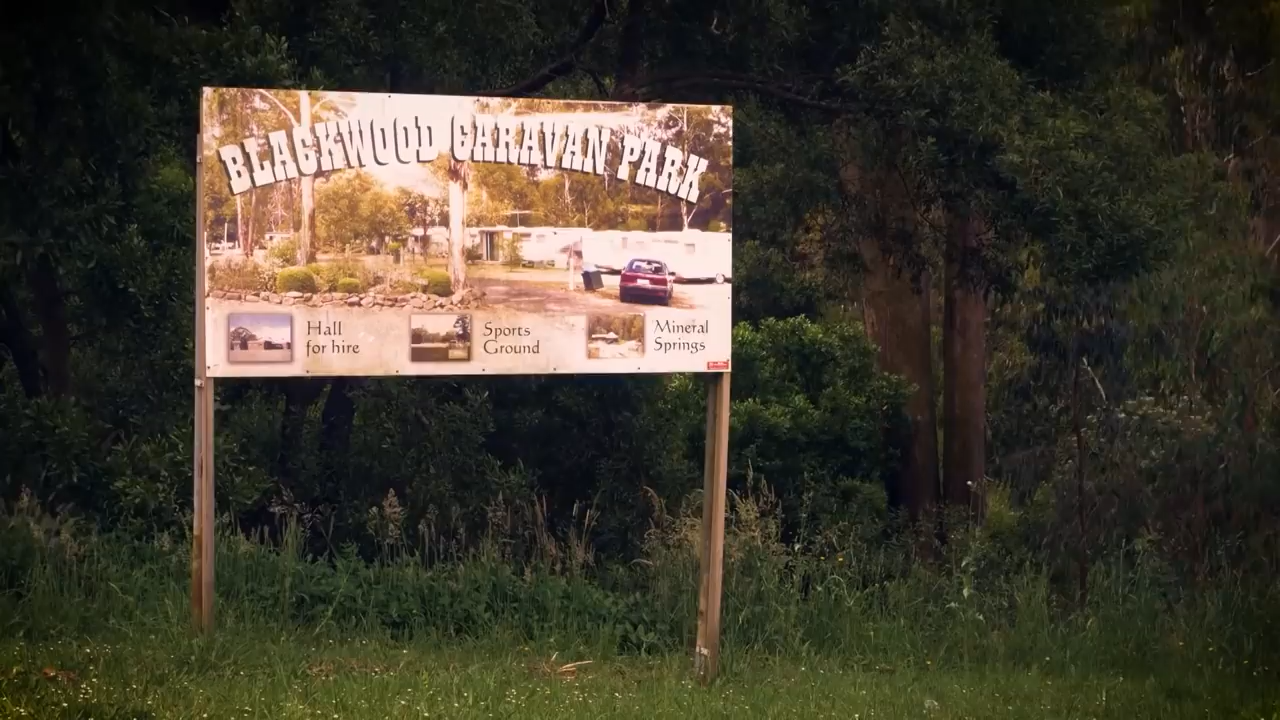 BLACKWOOD CARAVAN PARK
Hall
for hire
Sports
Ground
Mineral
Springs